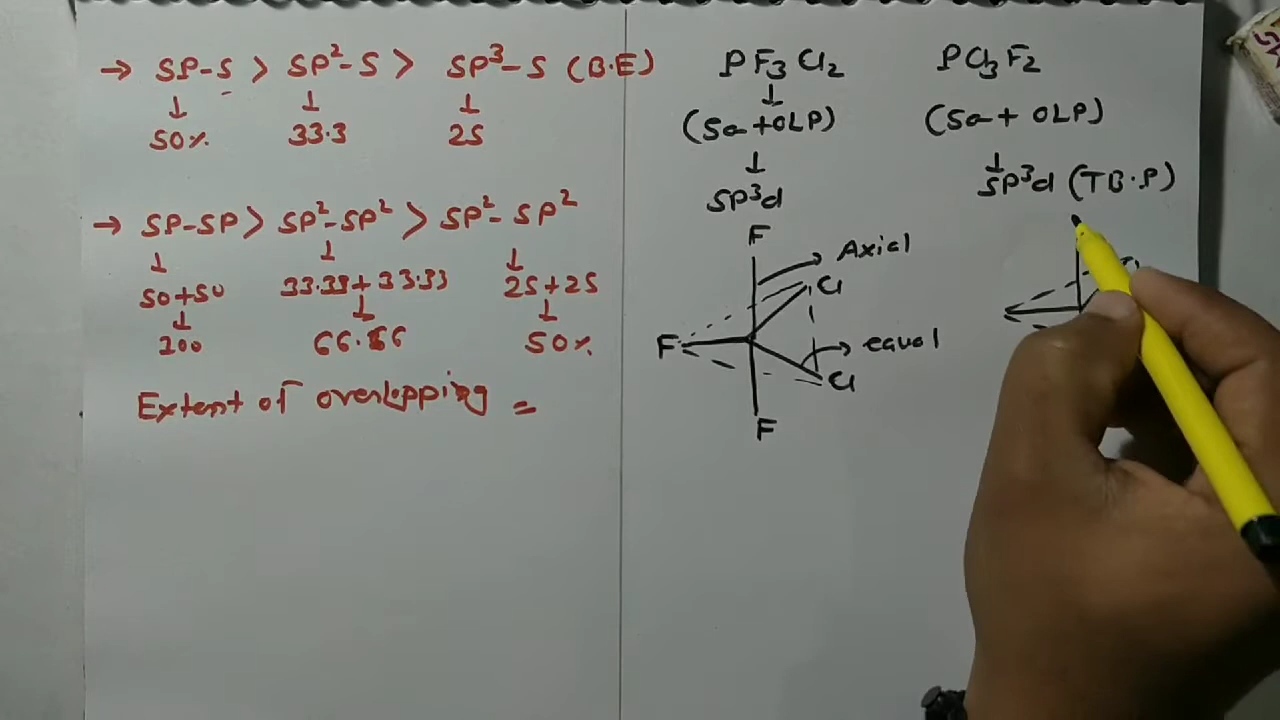 → SP-S > SP²-S > SP³-S (B.E)
↓ ↓ ↓
50% 33.3 25
→ SP-SP > SP²-SP² > SP²-SP²
↓ ↓ ↓
50+50 33.33+33.33 25+25
↓ ↓ ↓
100 66.66 50%
Extent of overlapping =
PF₃Cl₂
↓
(5σ+0LP)
↓
SP³d
F
Axial
Cl
F
equal
Cl
F
PCl₃F₂
(5σ+0LP)
↓
SP³d (TB.P)